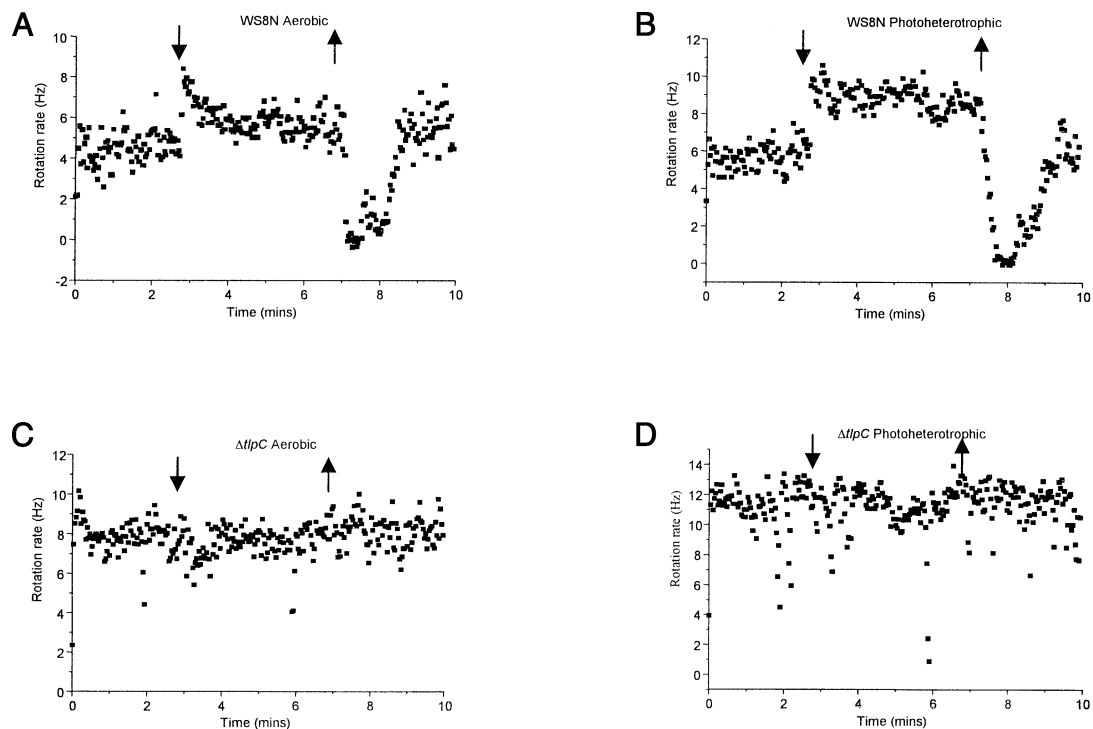 A
WS8N Aerobic
Rotation rate (Hz)
10
8
6
4
2
0
-2
0 2 4 6 8 10
Time (mins)
B
WS8N Photoheterotrophic
Rotation rate (Hz)
12
10
8
6
4
2
0
0 2 4 6 8 10
Time (mins)
C
ΔtlpC Aerobic
Rotation rate (Hz)
12
10
8
6
4
2
0
0 2 4 6 8 10
Time (mins)
D
ΔtlpC Photoheterotrophic
Rotation rate (Hz)
14
12
10
8
6
4
2
0
0 2 4 6 8 10
Time (mins)